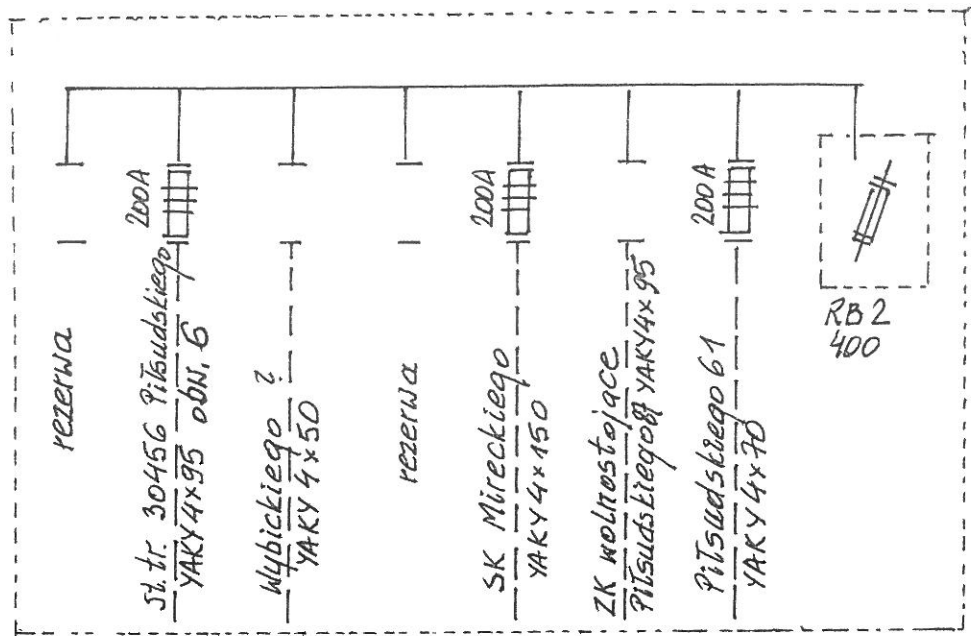 rezerwa
200A
St. tr. 30456 Piłsudskiego
YAKY 4x95 obw. 6
Wybickiego ?
YAKY 4x50
rezerwa
200A
SK Mireckiego
YAKY 4x150
ZK wolnostojące
Piłsudskiego YAKY 4x95
200A
Piłsudskiego 61
YAKY 4x70
RB 2
400